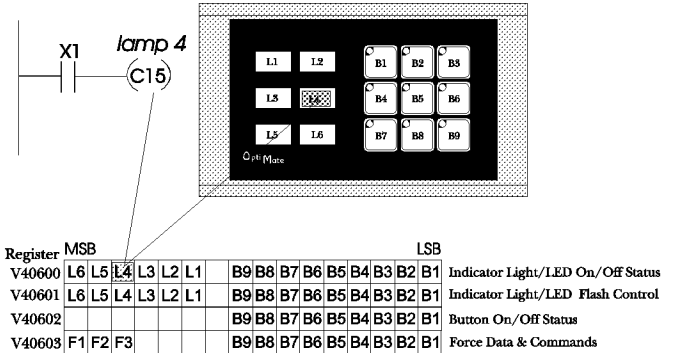 X1
lamp 4
C15
L1 L2
L3 L4
L5 L6
B1 B2 B3
B4 B5 B6
B7 B8 B9
Opti Mate
Register MSB LSB
V40600 L6 L5 L4 L3 L2 L1 B9 B8 B7 B6 B5 B4 B3 B2 B1 Indicator Light/LED On/Off Status
V40601 L6 L5 L4 L3 L2 L1 B9 B8 B7 B6 B5 B4 B3 B2 B1 Indicator Light/LED Flash Control
V40602 B9 B8 B7 B6 B5 B4 B3 B2 B1 Button On/Off Status
V40603 F1 F2 F3 B9 B8 B7 B6 B5 B4 B3 B2 B1 Force Data & Commands